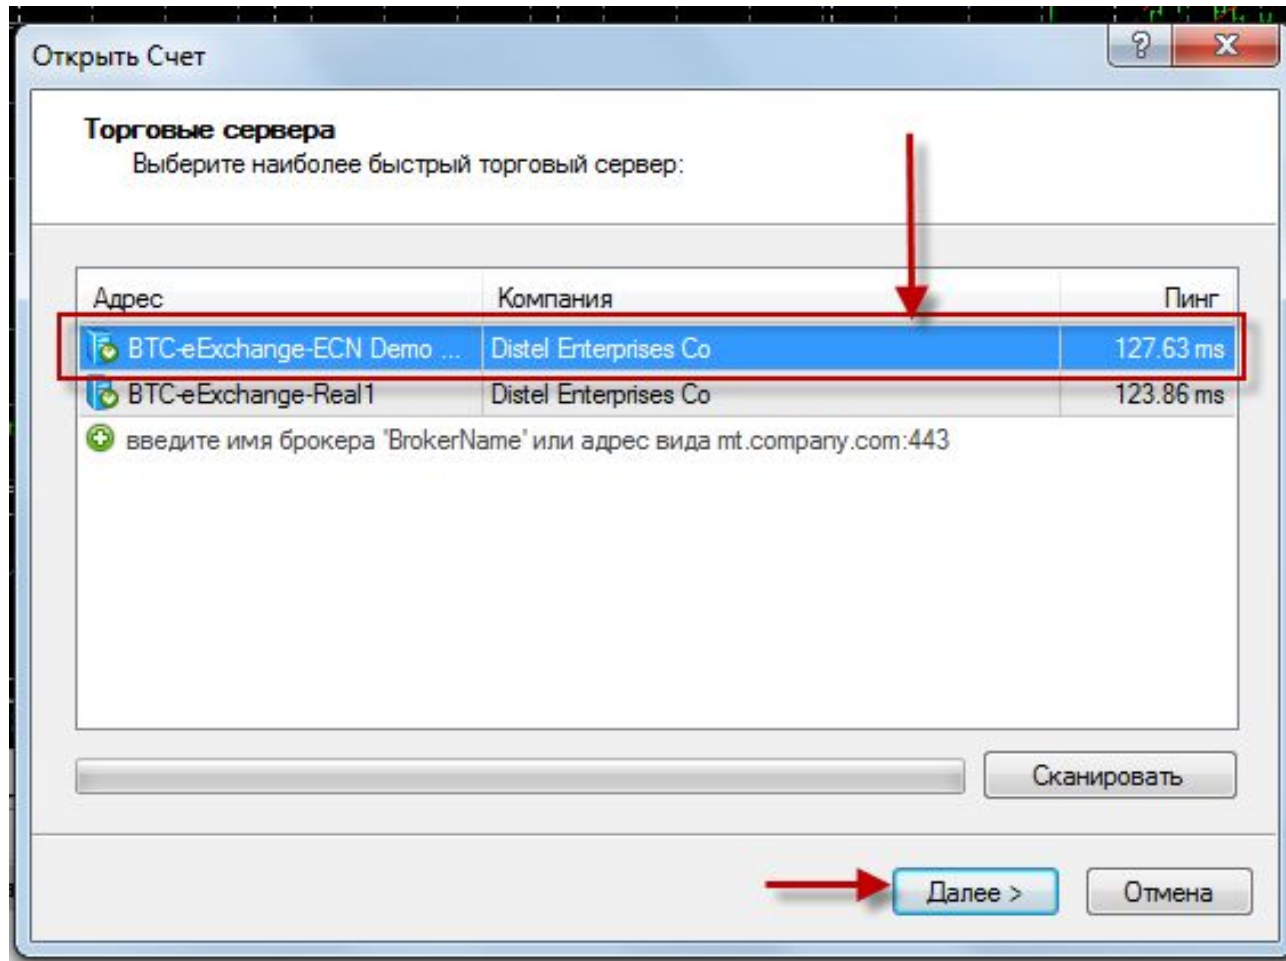 Открыть Счет
Торговые сервера
Выберите наиболее быстрый торговый сервер:
Адрес Компания Пинг
BTC-eExchange-ECN Demo ... Distel Enterprises Co 127.63 ms
BTC-eExchange-Real1 Distel Enterprises Co 123.86 ms
введите имя брокера 'BrokerName' или адрес вида mt.company.com:443
Сканировать
Далее > Отмена